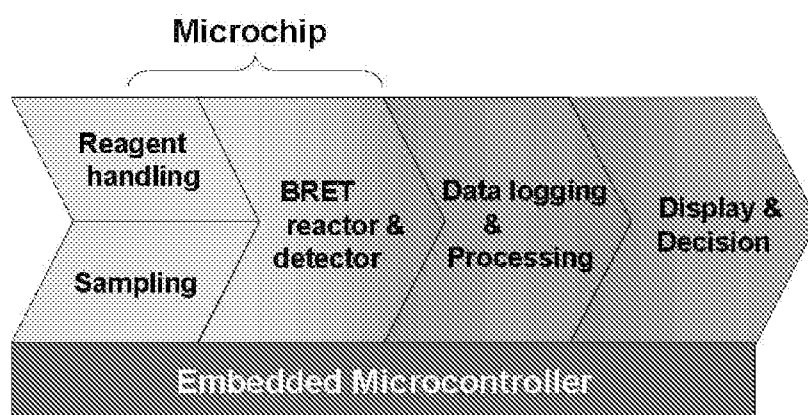 Microchip
Reagent
handling
Sampling
BRET
reactor &
detector
Data logging
&
Processing
Display &
Decision
Embedded Microcontroller